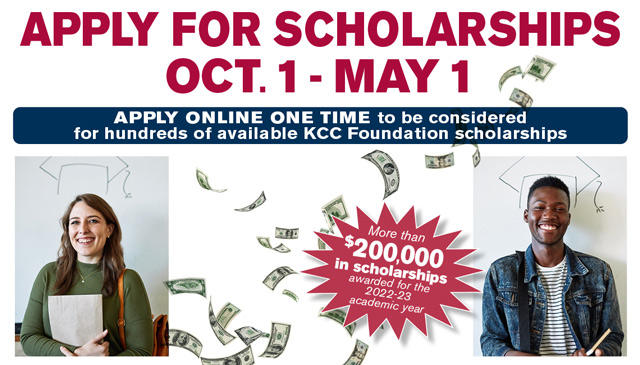 APPLY FOR SCHOLARSHIPS
OCT. 1 - MAY 1
APPLY ONLINE ONE TIME to be considered
for hundreds of available KCC Foundation scholarships
More than
$200,000
in scholarships
awarded for the
2022-23
academic year